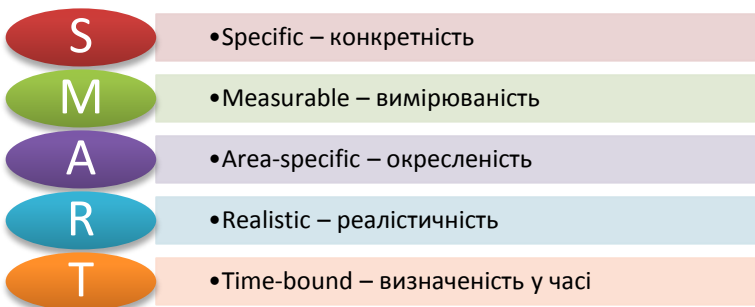 S
•Specific – конкретність
M
•Measurable – вимірюваність
A
•Area-specific – окресленість
R
•Realistic – реалістичність
T
•Time-bound – визначеність у часі